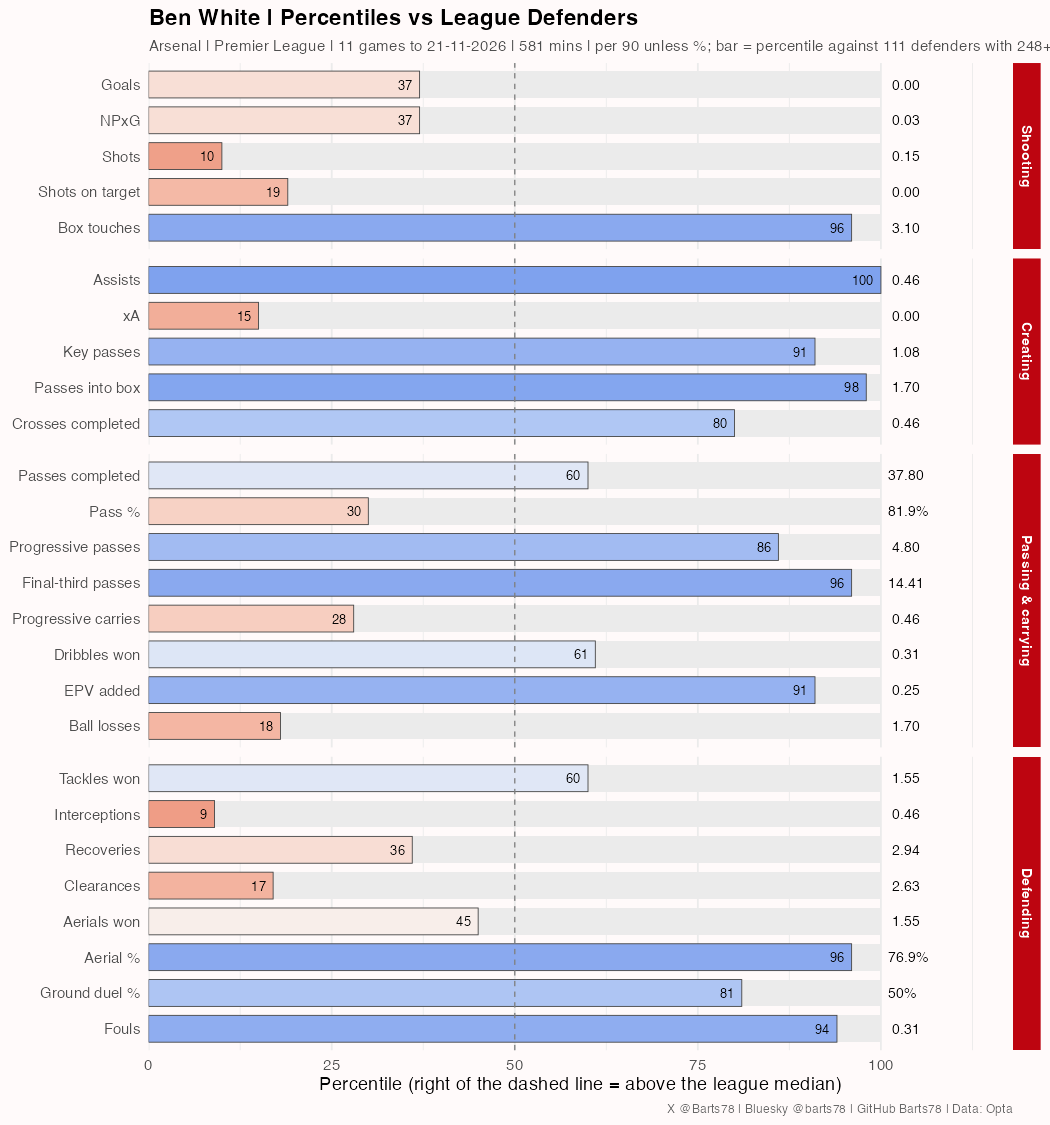 Ben White | Percentiles vs League Defenders
Arsenal | Premier League | 11 games to 21-11-2026 | 581 mins | per 90 unless %; bar = percentile against 111 defenders with 248+
Goals 37 0.00
NPxG 37 0.03
Shots 10 0.15
Shots on target 19 0.00
Box touches 96 3.10
Shooting
Assists 100 0.46
xA 15 0.00
Key passes 91 1.08
Passes into box 98 1.70
Crosses completed 80 0.46
Creating
Passes completed 60 37.80
Pass % 30 81.9%
Progressive passes 86 4.80
Final-third passes 96 14.41
Progressive carries 28 0.46
Dribbles won 61 0.31
EPV added 91 0.25
Ball losses 18 1.70
Passing & carrying
Tackles won 60 1.55
Interceptions 9 0.46
Recoveries 36 2.94
Clearances 17 2.63
Aerials won 45 1.55
Aerial % 96 76.9%
Ground duel % 81 50%
Fouls 94 0.31
Defending
0 25 50 75 100
Percentile (right of the dashed line = above the league median)
X @Barts78 | Bluesky @barts78 | GitHub Barts78 | Data: Opta